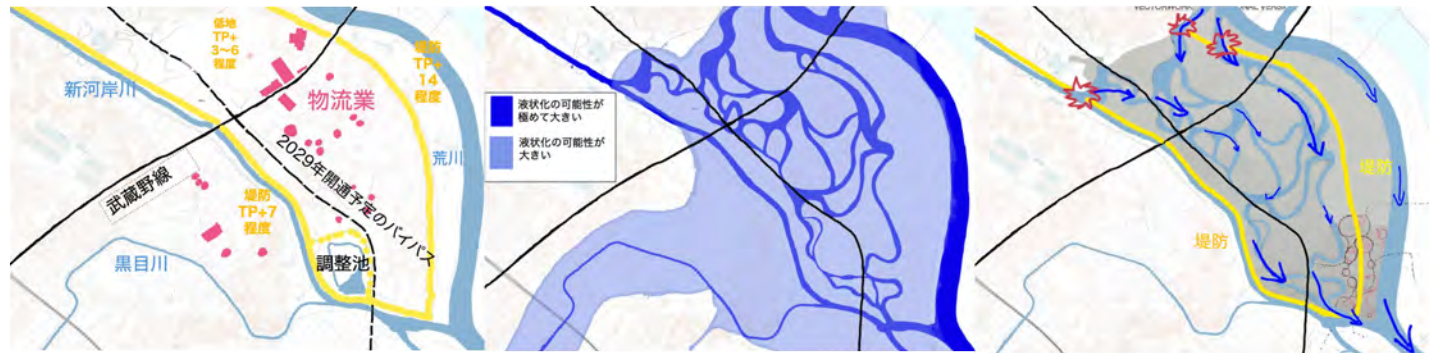 低地
TP+
3〜6
程度
堤防
TP+
14
程度
新河岸川
物流業
荒川
2029年開通予定のバイパス
武蔵野線
堤防
TP+7
程度
調整池
黒目川
液状化の可能性が
極めて大きい
液状化の可能性が
大きい
堤防
堤防